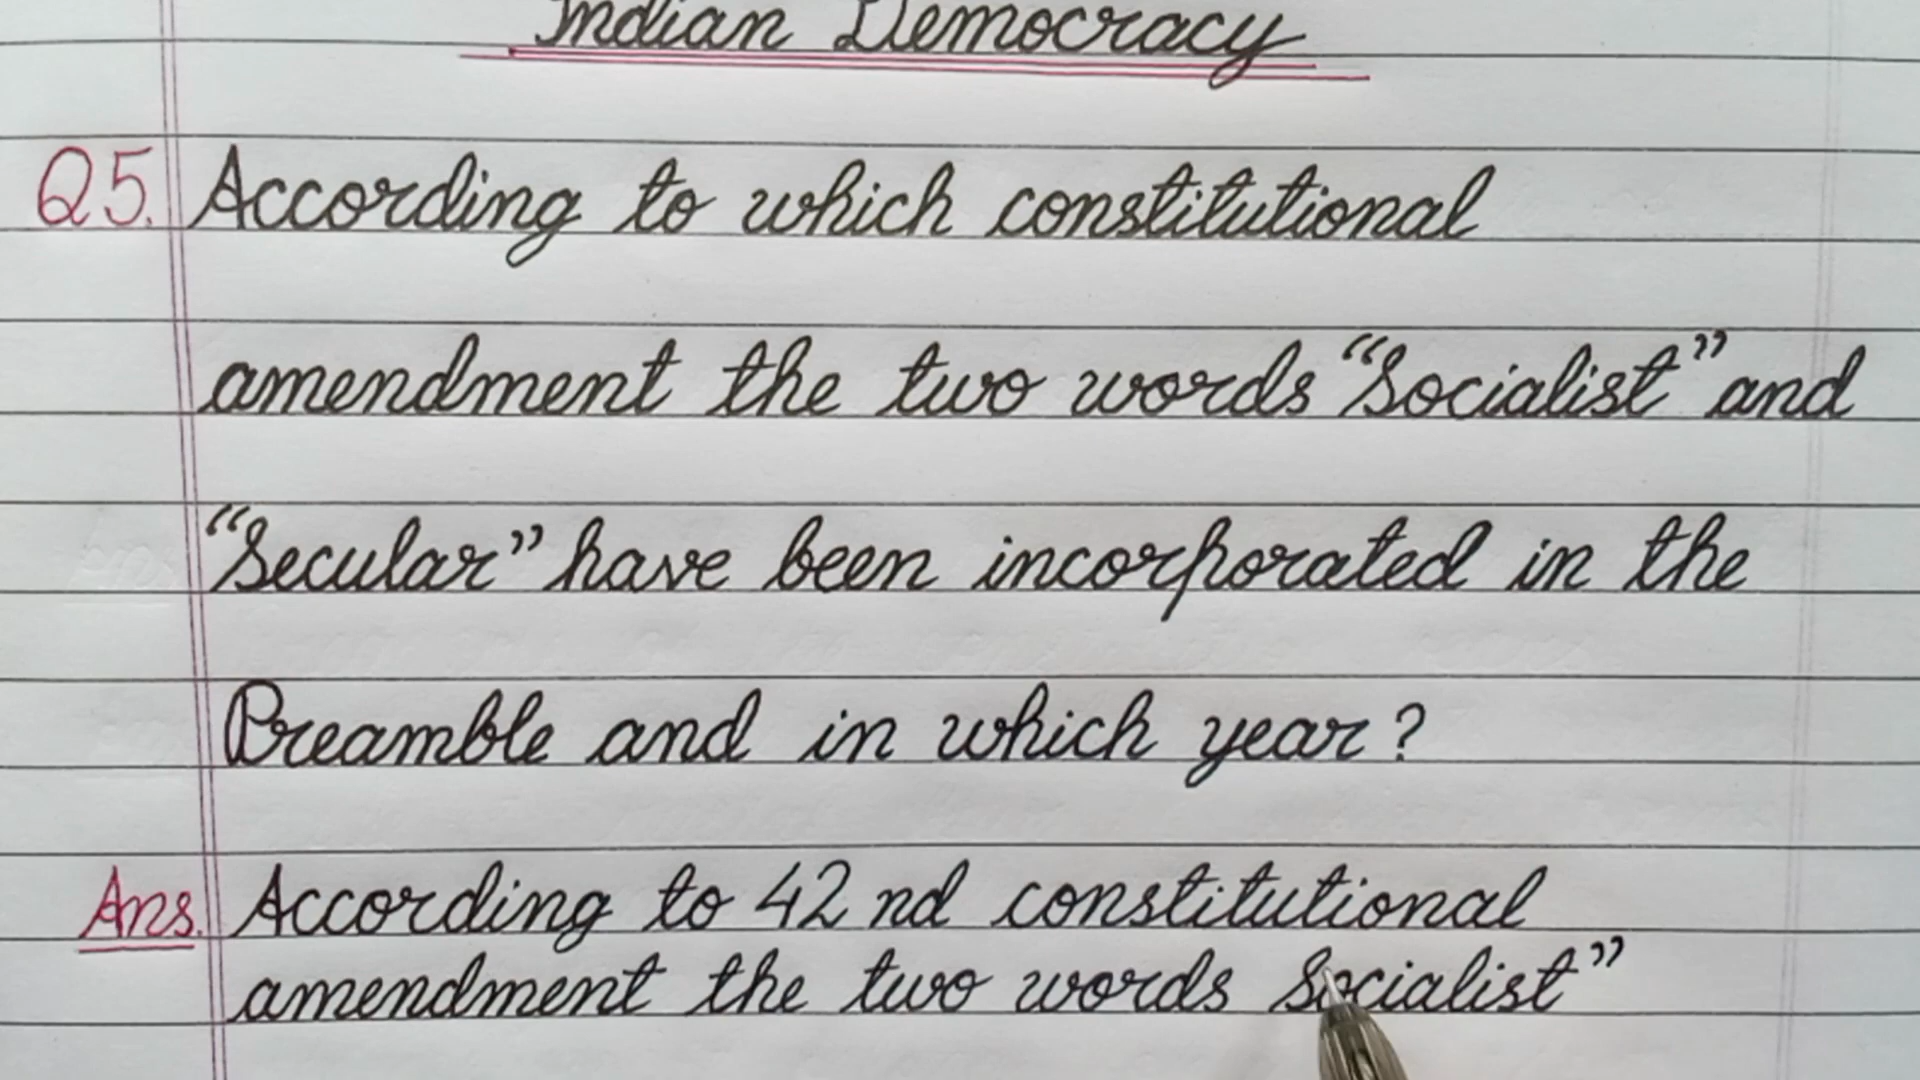 Indian Democracy
Q5. According to which constitutional
amendment the two words “Socialist” and
“Secular” have been incorporated in the
Preamble and in which year?
Ans. According to 42 nd constitutional
amendment the two words Socialist”